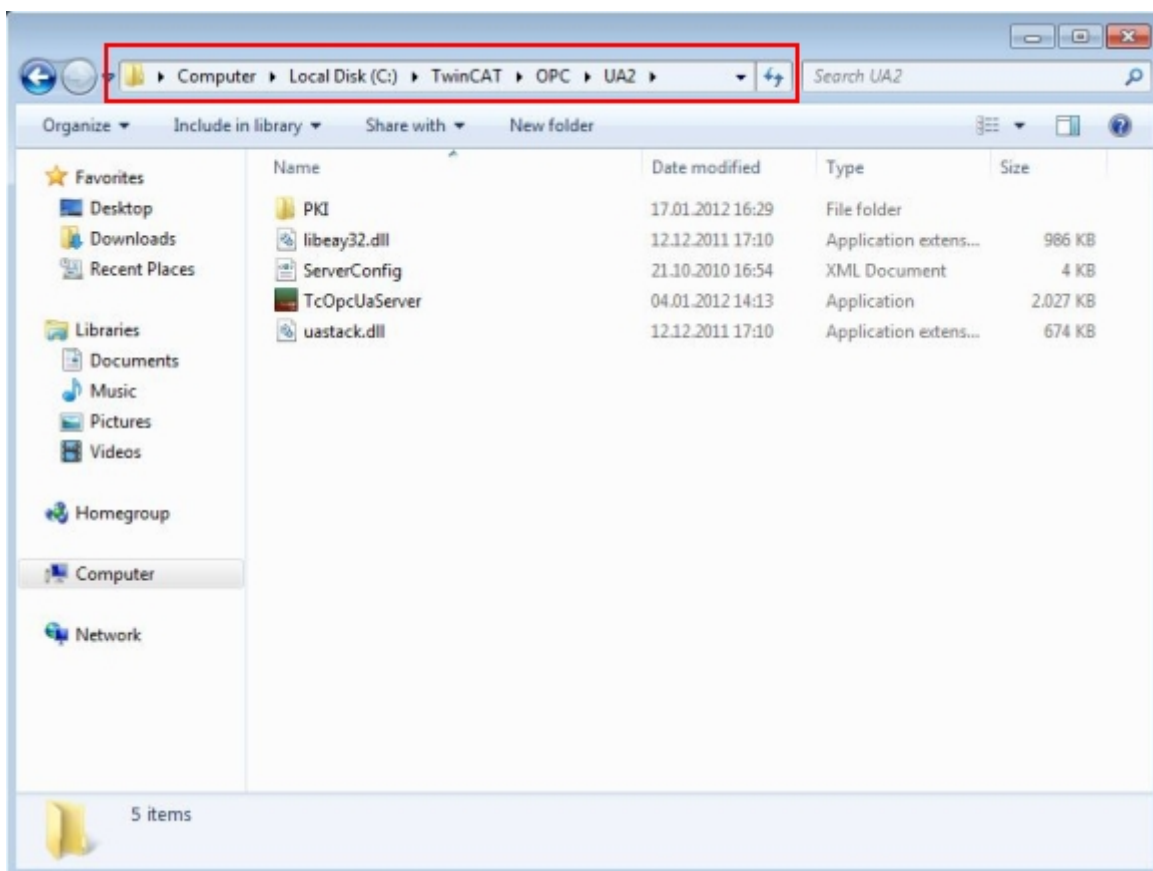 Computer ▸ Local Disk (C:) ▸ TwinCAT ▸ OPC ▸ UA2 ▸
Search UA2
Organize Include in library Share with New folder
Favorites
Desktop
Downloads
Recent Places
Libraries
Documents
Music
Pictures
Videos
Homegroup
Computer
Network
Name Date modified Type Size
PKI 17.01.2012 16:29 File folder
libeay32.dll 12.12.2011 17:10 Application extens... 986 KB
ServerConfig 21.10.2010 16:54 XML Document 4 KB
TcOpcUaServer 04.01.2012 14:13 Application 2.027 KB
uastack.dll 12.12.2011 17:10 Application extens... 674 KB
5 items